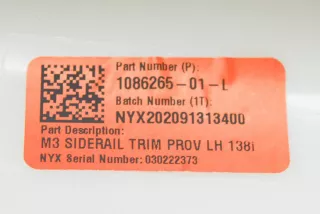 Part Number (P):
1086265-01-L
Batch Number (1T):
NYX202091313400
Part Description:
M3 SIDERAIL TRIM PROV LH 138i
NYX Serial Number: 030222373